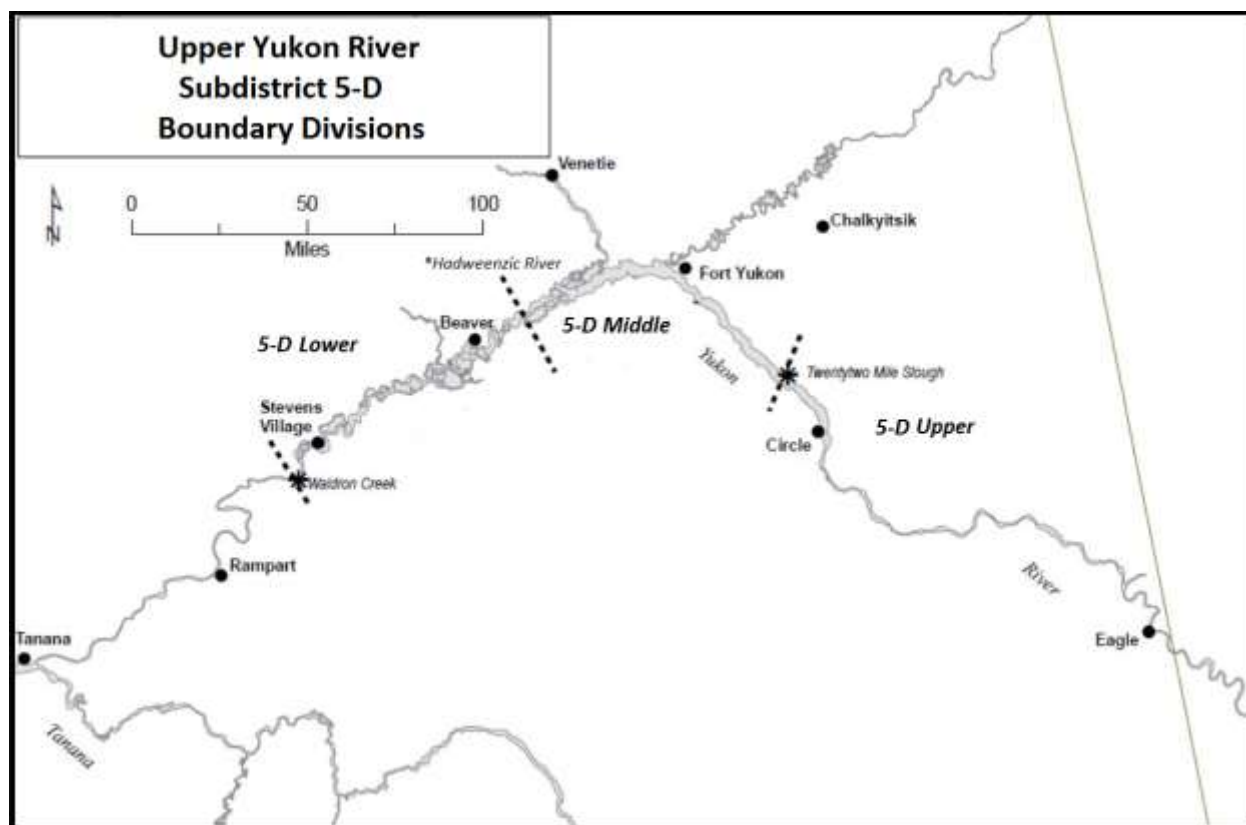 Upper Yukon River
Subdistrict 5-D
Boundary Divisions
Venetie
0 50 100
N
Miles
Chalkyitsik
*Hadweenzic River
Fort Yukon
Beaver
5-D Middle
5-D Lower
Yukon
Twentytwo Mile Slough
Stevens
Village
Circle
5-D Upper
Waldron Creek
Rampart
River
Tanana
Eagle
Tanana